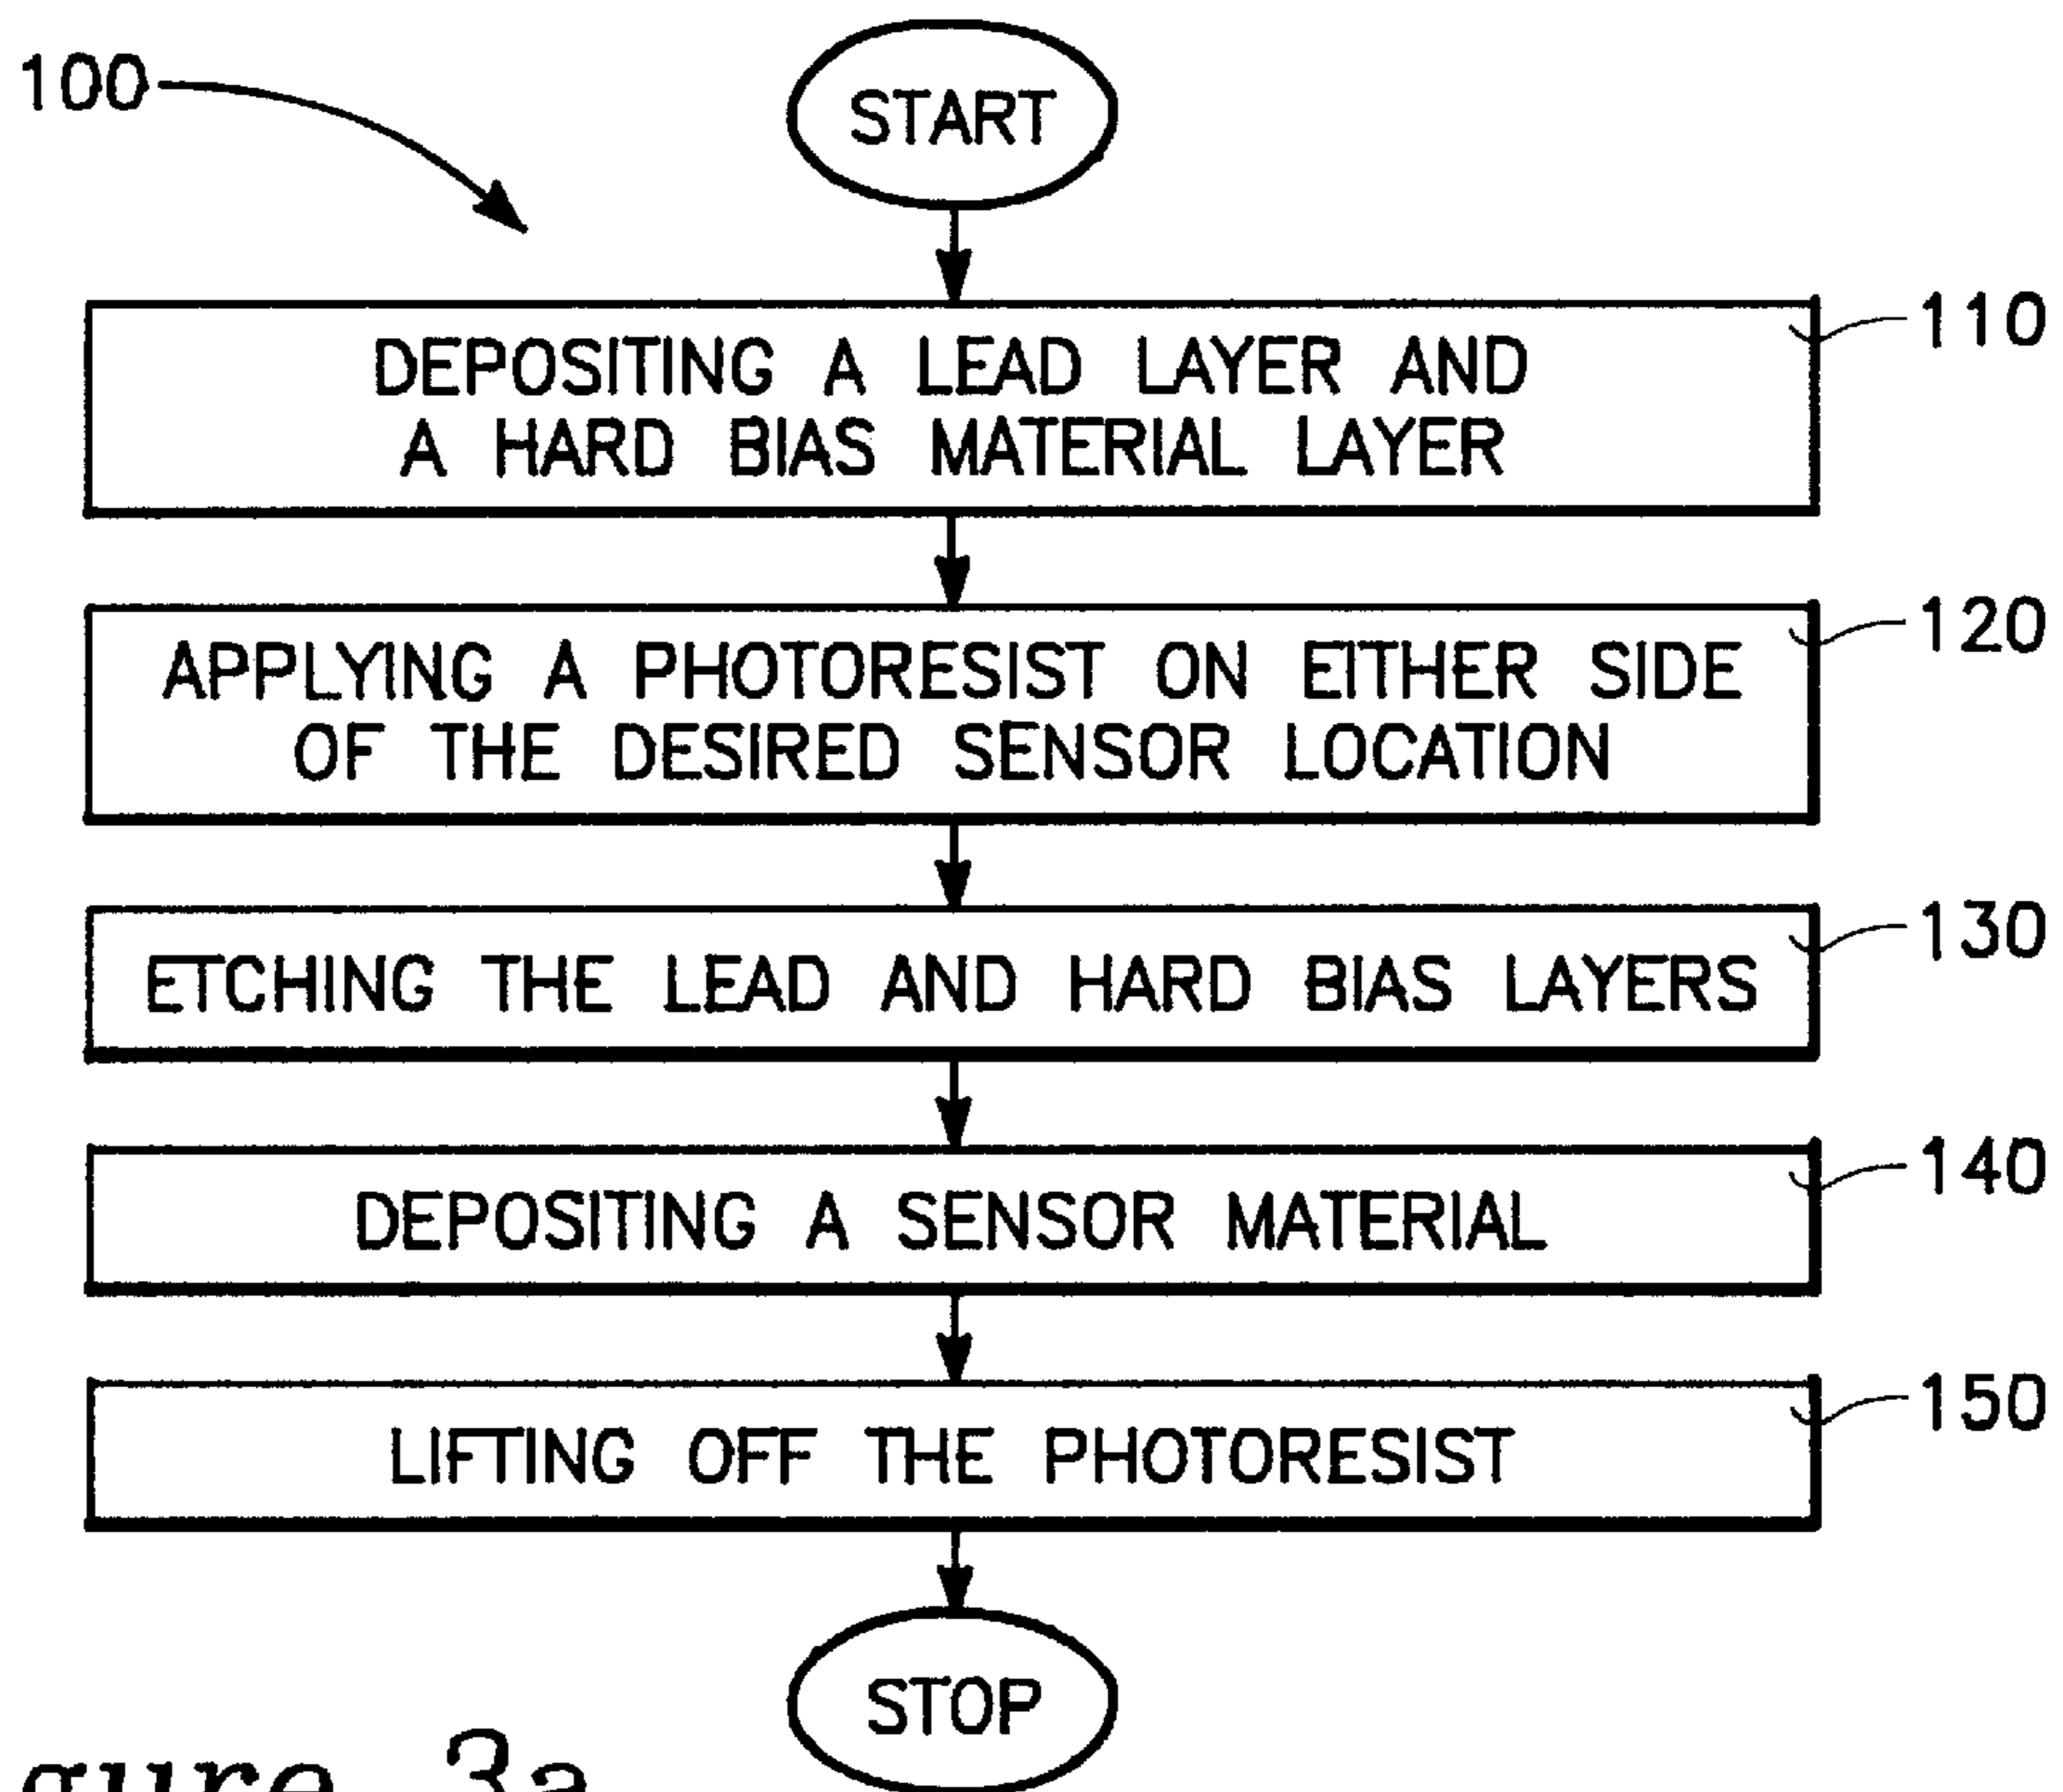 100
START
DEPOSITING A LEAD LAYER AND
A HARD BIAS MATERIAL LAYER
110
APPLYING A PHOTORESIST ON EITHER SIDE
OF THE DESIRED SENSOR LOCATION
120
ETCHING THE LEAD AND HARD BIAS LAYERS
130
DEPOSITING A SENSOR MATERIAL
140
LIFTING OFF THE PHOTORESIST
150
STOP
gure 3a